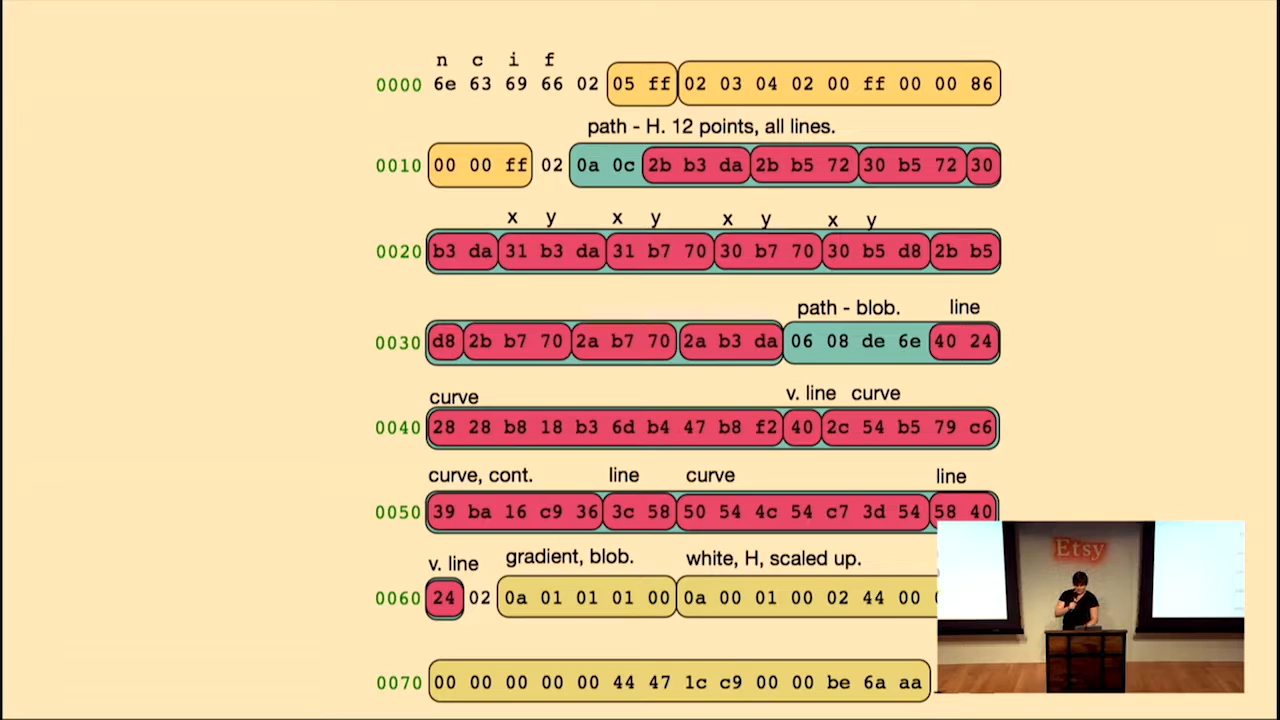 n c i f
0000 6e 63 69 66 02 05 ff 02 03 04 02 00 ff 00 00 86
path - H. 12 points, all lines.
0010 00 00 ff 02 0a 0c 2b b3 da 2b b5 72 30 b5 72 30
x y x y x y x y
0020 b3 da 31 b3 da 31 b7 70 30 b7 70 30 b5 d8 2b b5
path - blob. line
0030 d8 2b b7 70 2a b7 70 2a b3 da 06 08 de 6e 40 24
curve v. line curve
0040 28 28 b8 18 b3 6d b4 47 b8 f2 40 2c 54 b5 79 c6
curve, cont. line curve line
0050 39 ba 16 c9 36 3c 58 50 54 4c 54 c7 3d 54 58 40
v. line gradient, blob. white, H, scaled up.
0060 24 02 0a 01 01 01 00 0a 00 01 00 02 44 00
0070 00 00 00 00 00 44 47 1c c9 00 00 be 6a aa
Etsy